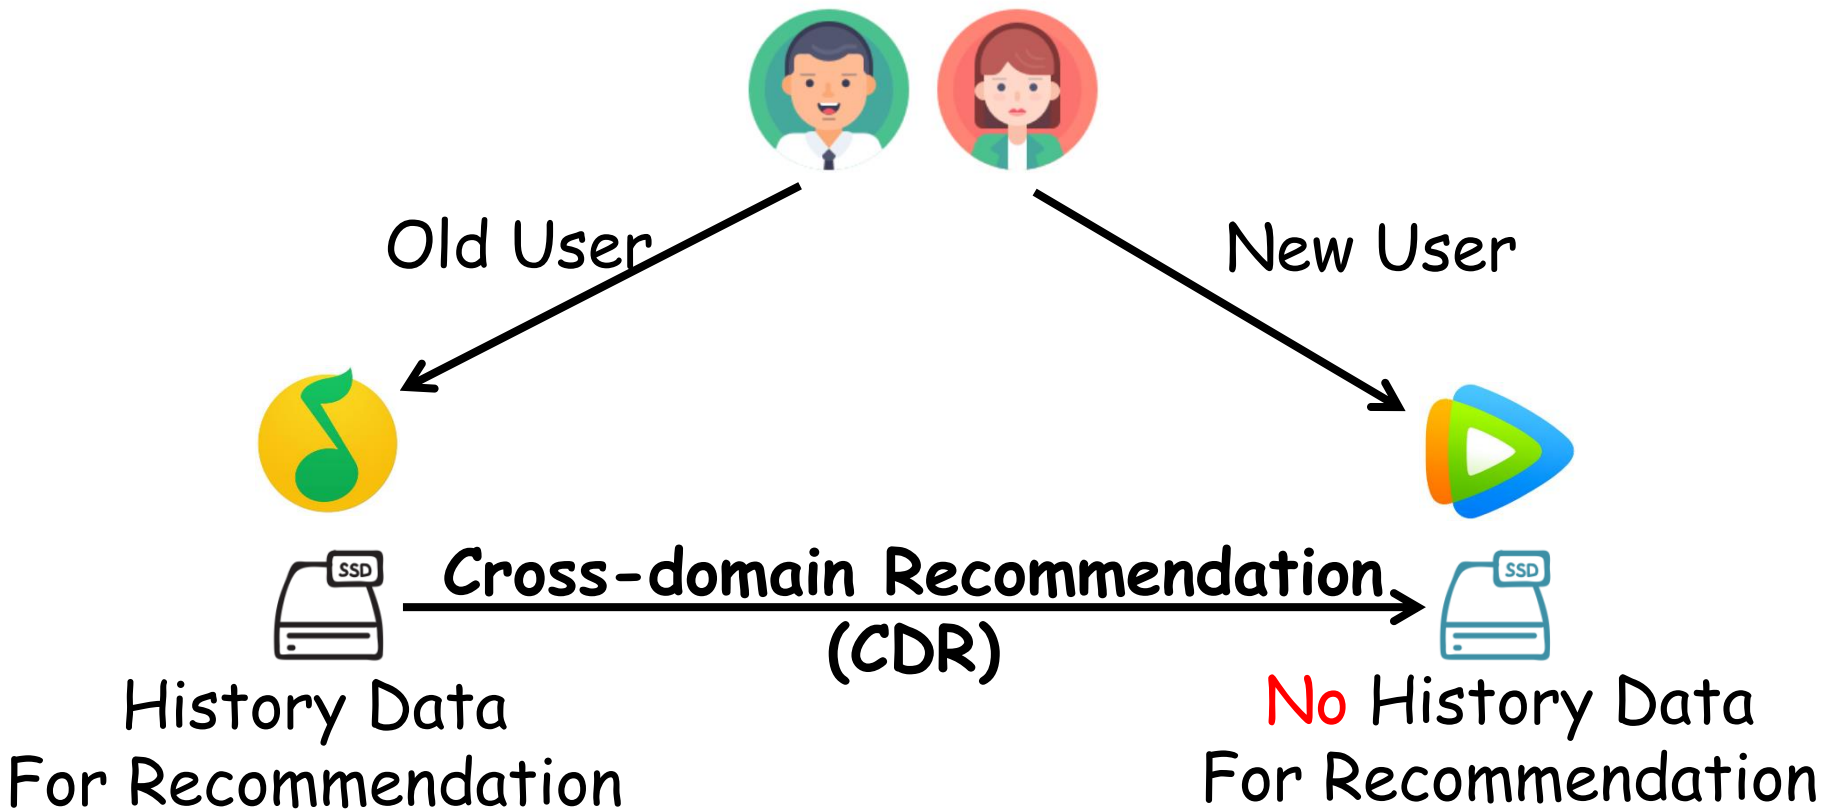 Old User
New User
SSD
SSD
Cross-domain Recommendation
(CDR)
History Data
For Recommendation
No History Data
For Recommendation